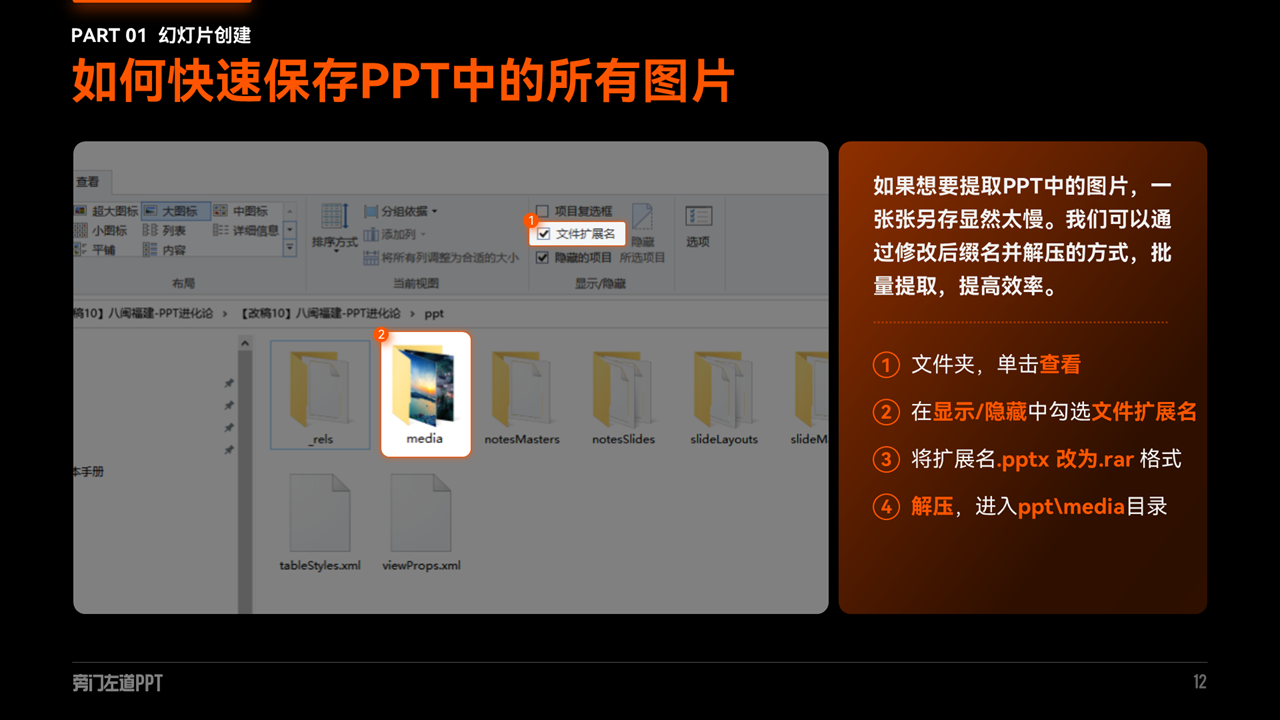 PART 01 幻灯片创建
如何快速保存PPT中的所有图片
查看
超大图标 大图标 中图标
小图标 列表 详细信息
平铺 内容
布局
排序方式
分组依据
添加列
将所有列调整为合适的大小
当前视图
项目复选框
1
文件扩展名
隐藏的项目
隐藏
所选项目
显示/隐藏
选项
稿10】八闽福建-PPT进化论 › 【改稿10】八闽福建-PPT进化论 › ppt
本手册
2
_rels
media
notesMasters
notesSlides
slideLayouts
slideM
tableStyles.xml
viewProps.xml
如果想要提取PPT中的图片，一
张张另存显然太慢。我们可以通
过修改后缀名并解压的方式，批
量提取，提高效率。
1 文件夹，单击查看
2 在显示/隐藏中勾选文件扩展名
3 将扩展名.pptx 改为.rar 格式
4 解压，进入ppt\media目录
旁门左道PPT
12